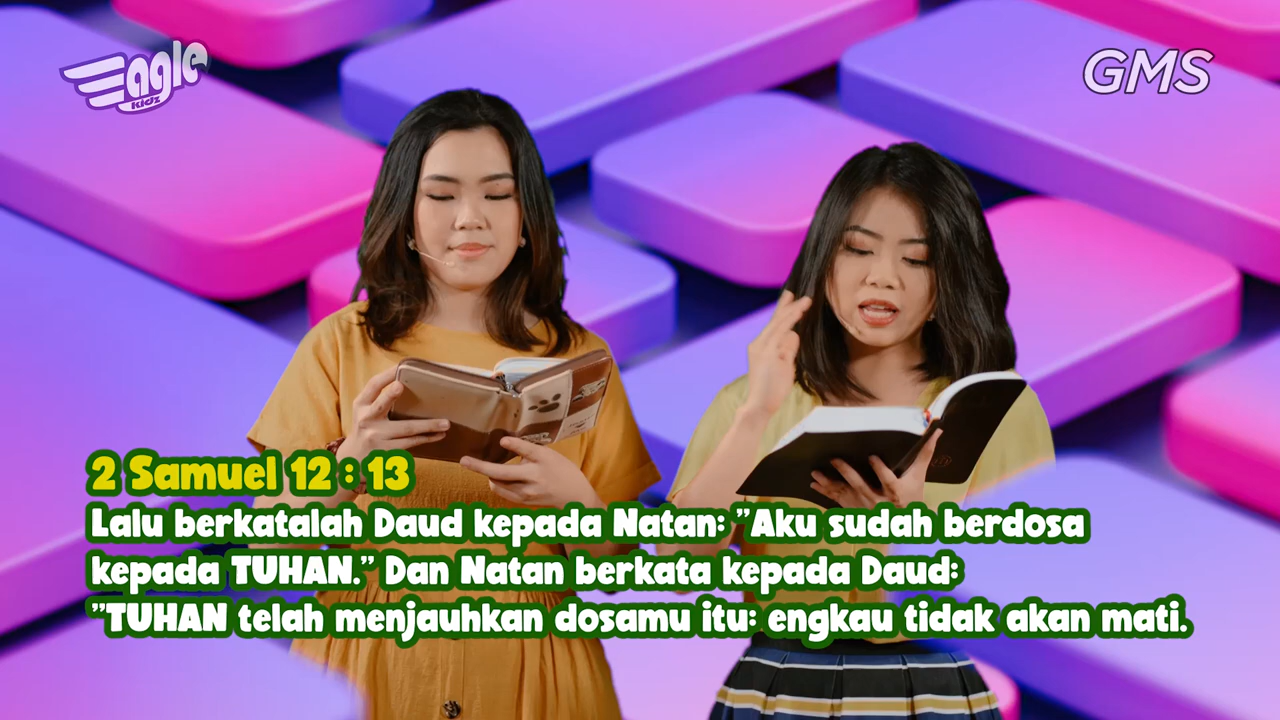 Eagle
kidz
GMS
2 Samuel 12 : 13
Lalu berkatalah Daud kepada Natan: "Aku sudah berdosa
kepada TUHAN." Dan Natan berkata kepada Daud:
"TUHAN telah menjauhkan dosamu itu: engkau tidak akan mati.